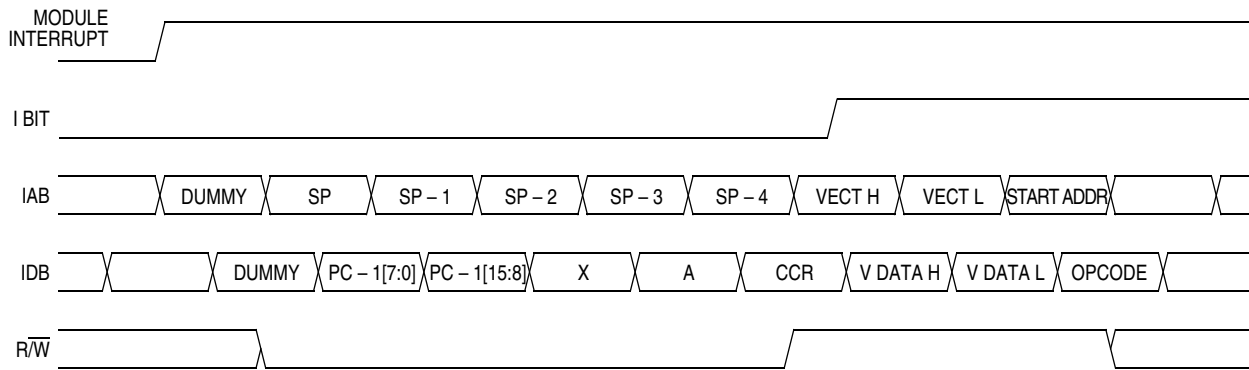 MODULE
INTERRUPT
I BIT
IAB DUMMY SP SP – 1 SP – 2 SP – 3 SP – 4 VECT H VECT L START ADDR
IDB DUMMY PC – 1[7:0] PC – 1[15:8] X A CCR V DATA H V DATA L OPCODE
R/W̅